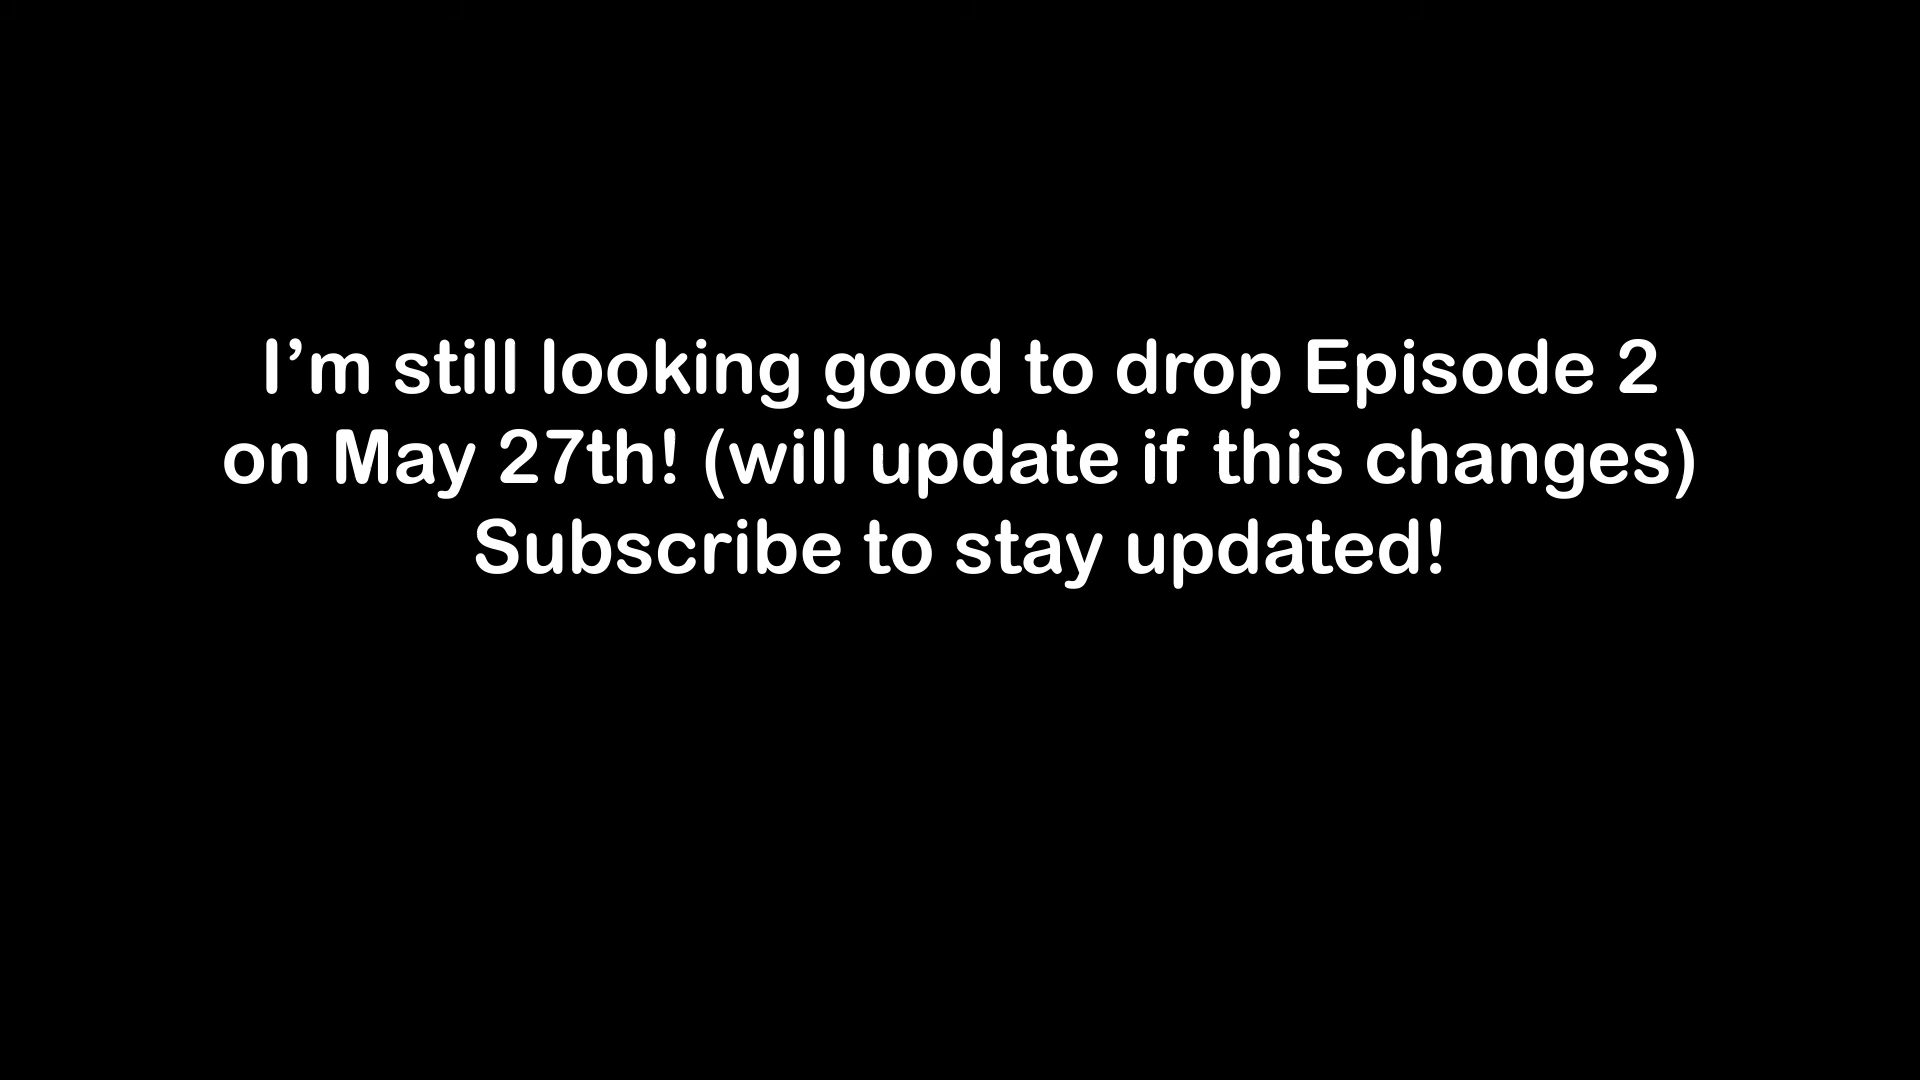 I’m still looking good to drop Episode 2
on May 27th! (will update if this changes)
Subscribe to stay updated!